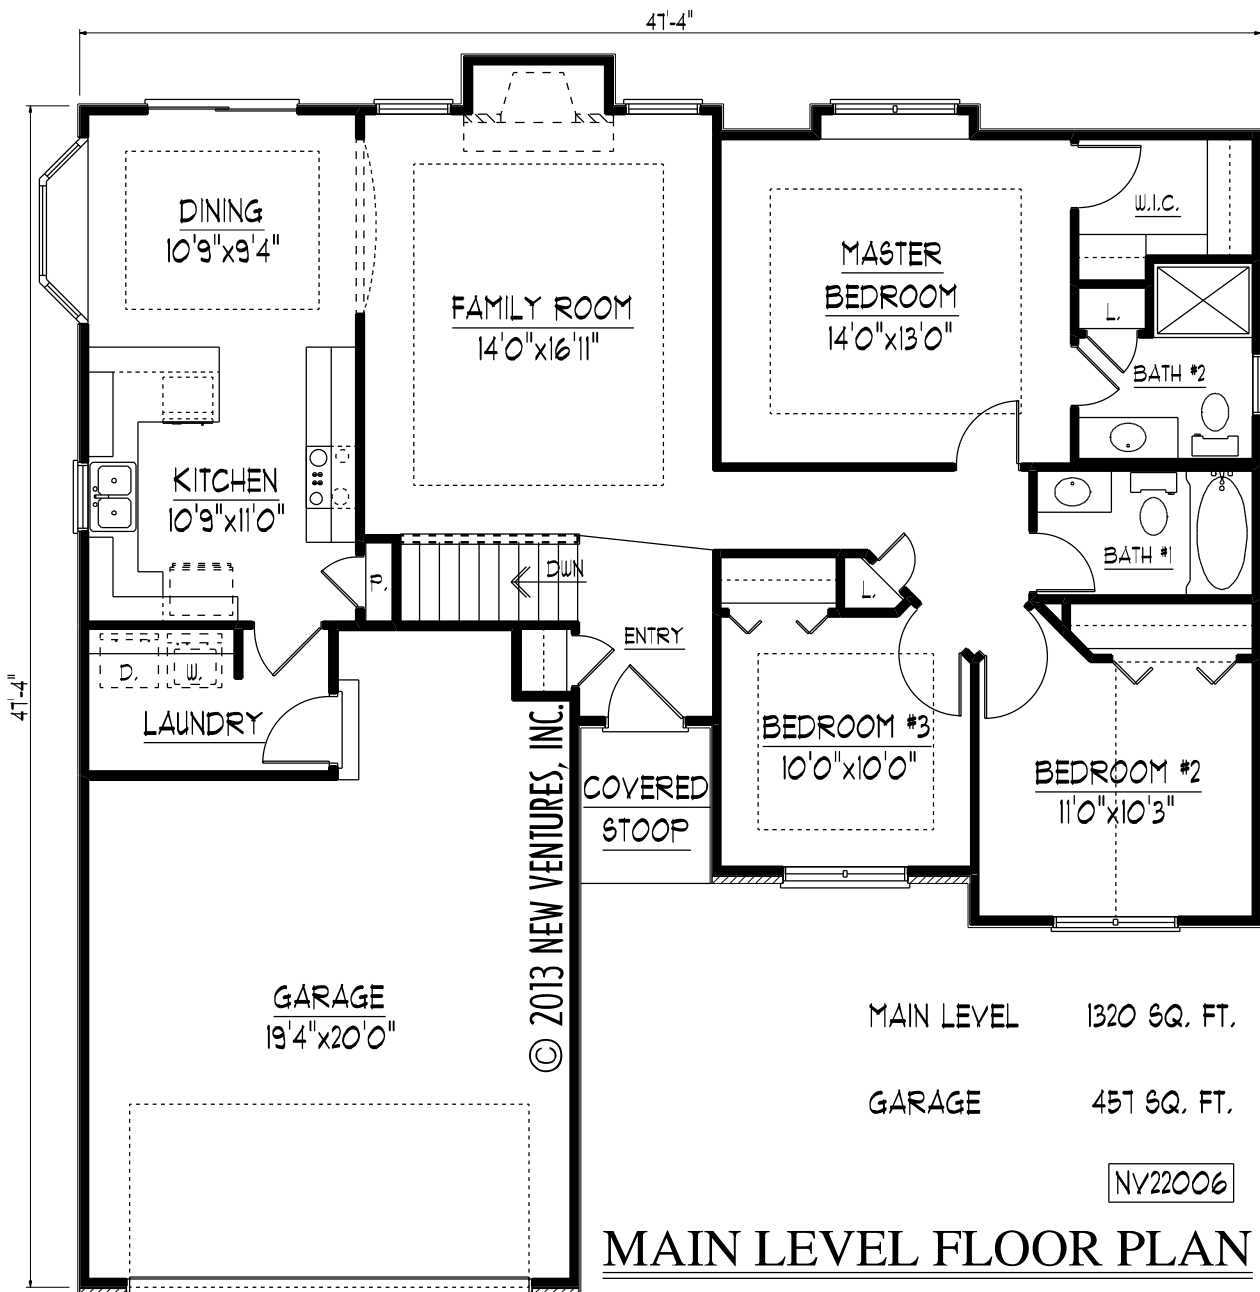 47'-4"
DINING
10'9"x9'4"
W.I.C.
MASTER
BEDROOM
14'0"x13'0"
FAMILY ROOM
14'0"x16'11"
L.
BATH #2
KITCHEN
10'9"x11'0"
BATH #1
P.
DWN
L.
ENTRY
D.
W.
47'-4"
LAUNDRY
BEDROOM #3
10'0"x10'0"
BEDROOM #2
11'0"x10'3"
COVERED
STOOP
© 2013 NEW VENTURES, INC.
GARAGE
19'4"x20'0"
MAIN LEVEL 1320 SQ. FT.
GARAGE 457 SQ. FT.
NV22006
MAIN LEVEL FLOOR PLAN